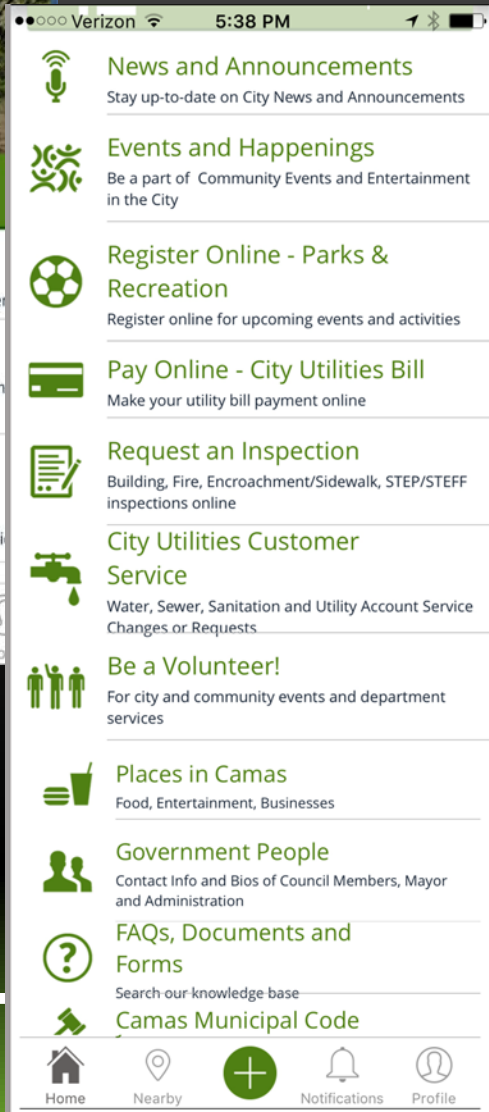 Verizon 5:38 PM
News and Announcements
Stay up-to-date on City News and Announcements
Events and Happenings
Be a part of Community Events and Entertainment
in the City
Register Online - Parks &
Recreation
Register online for upcoming events and activities
Pay Online - City Utilities Bill
Make your utility bill payment online
Request an Inspection
Building, Fire, Encroachment/Sidewalk, STEP/STEFF
inspections online
City Utilities Customer
Service
Water, Sewer, Sanitation and Utility Account Service
Changes or Requests
Be a Volunteer!
For city and community events and department
services
Places in Camas
Food, Entertainment, Businesses
Government People
Contact Info and Bios of Council Members, Mayor
and Administration
FAQs, Documents and
Forms
Search our knowledge base
Camas Municipal Code
Home Nearby Notifications Profile